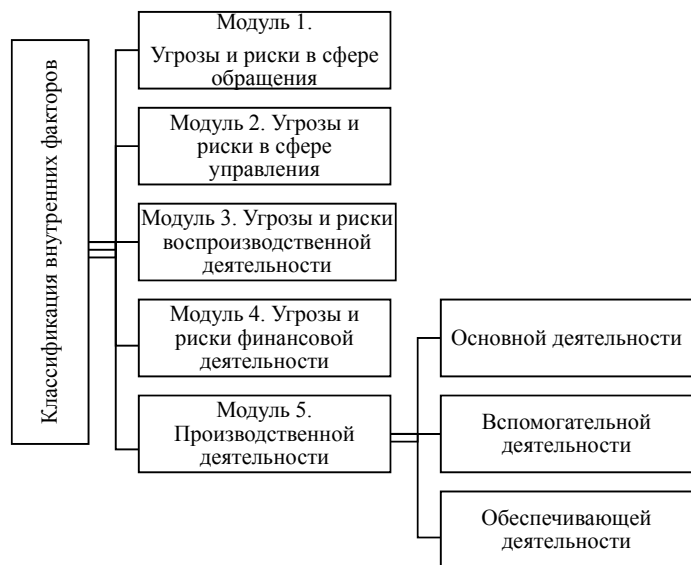 Классификация внутренних факторов
Модуль 1.
Угрозы и риски в сфере
обращения
Модуль 2. Угрозы и
риски в сфере
управления
Модуль 3. Угрозы и риски
воспроизводственной
деятельности
Модуль 4. Угрозы и
риски финансовой
деятельности
Модуль 5.
Производственной
деятельности
Основной деятельности
Вспомогательной
деятельности
Обеспечивающей
деятельности